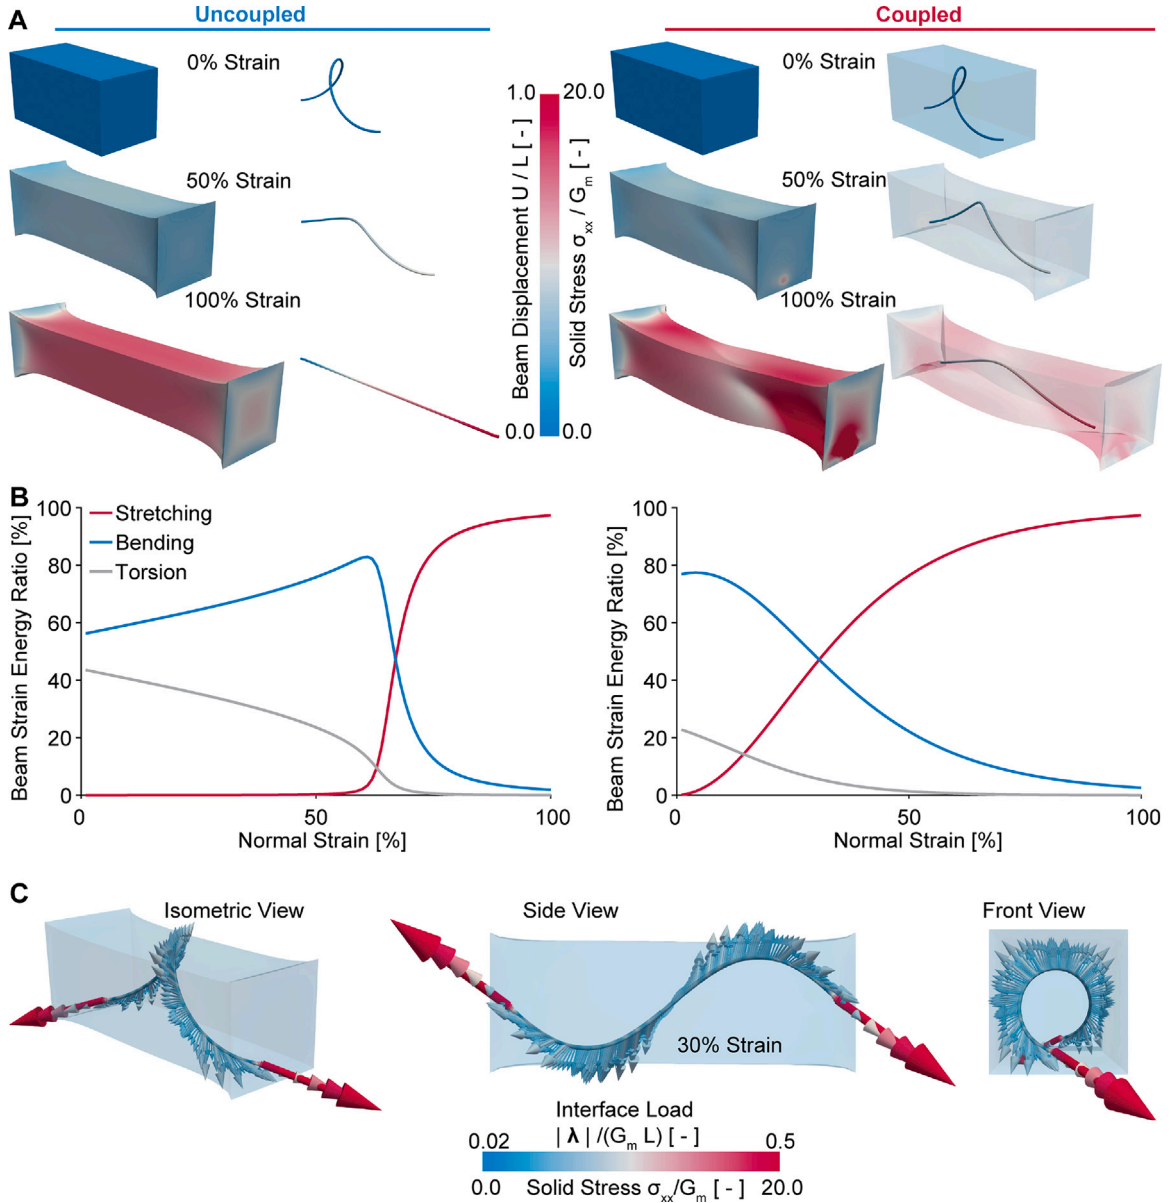 A
Uncoupled
Coupled
0% Strain
50% Strain
100% Strain
1.0
20.0
Beam Displacement U / L [ - ]
Solid Stress σxx / Gm [ - ]
0.0
0.0
0% Strain
50% Strain
100% Strain
B
Beam Strain Energy Ratio [%]
100
80
60
40
20
0
Stretching
Bending
Torsion
0
50
100
Normal Strain [%]
Beam Strain Energy Ratio [%]
100
80
60
40
20
0
0
50
100
Normal Strain [%]
C
Isometric View
Side View
Front View
30% Strain
Interface Load
0.02
| λ | /(Gm L) [ - ]
0.5
0.0
Solid Stress σxx/Gm [ - ]
20.0